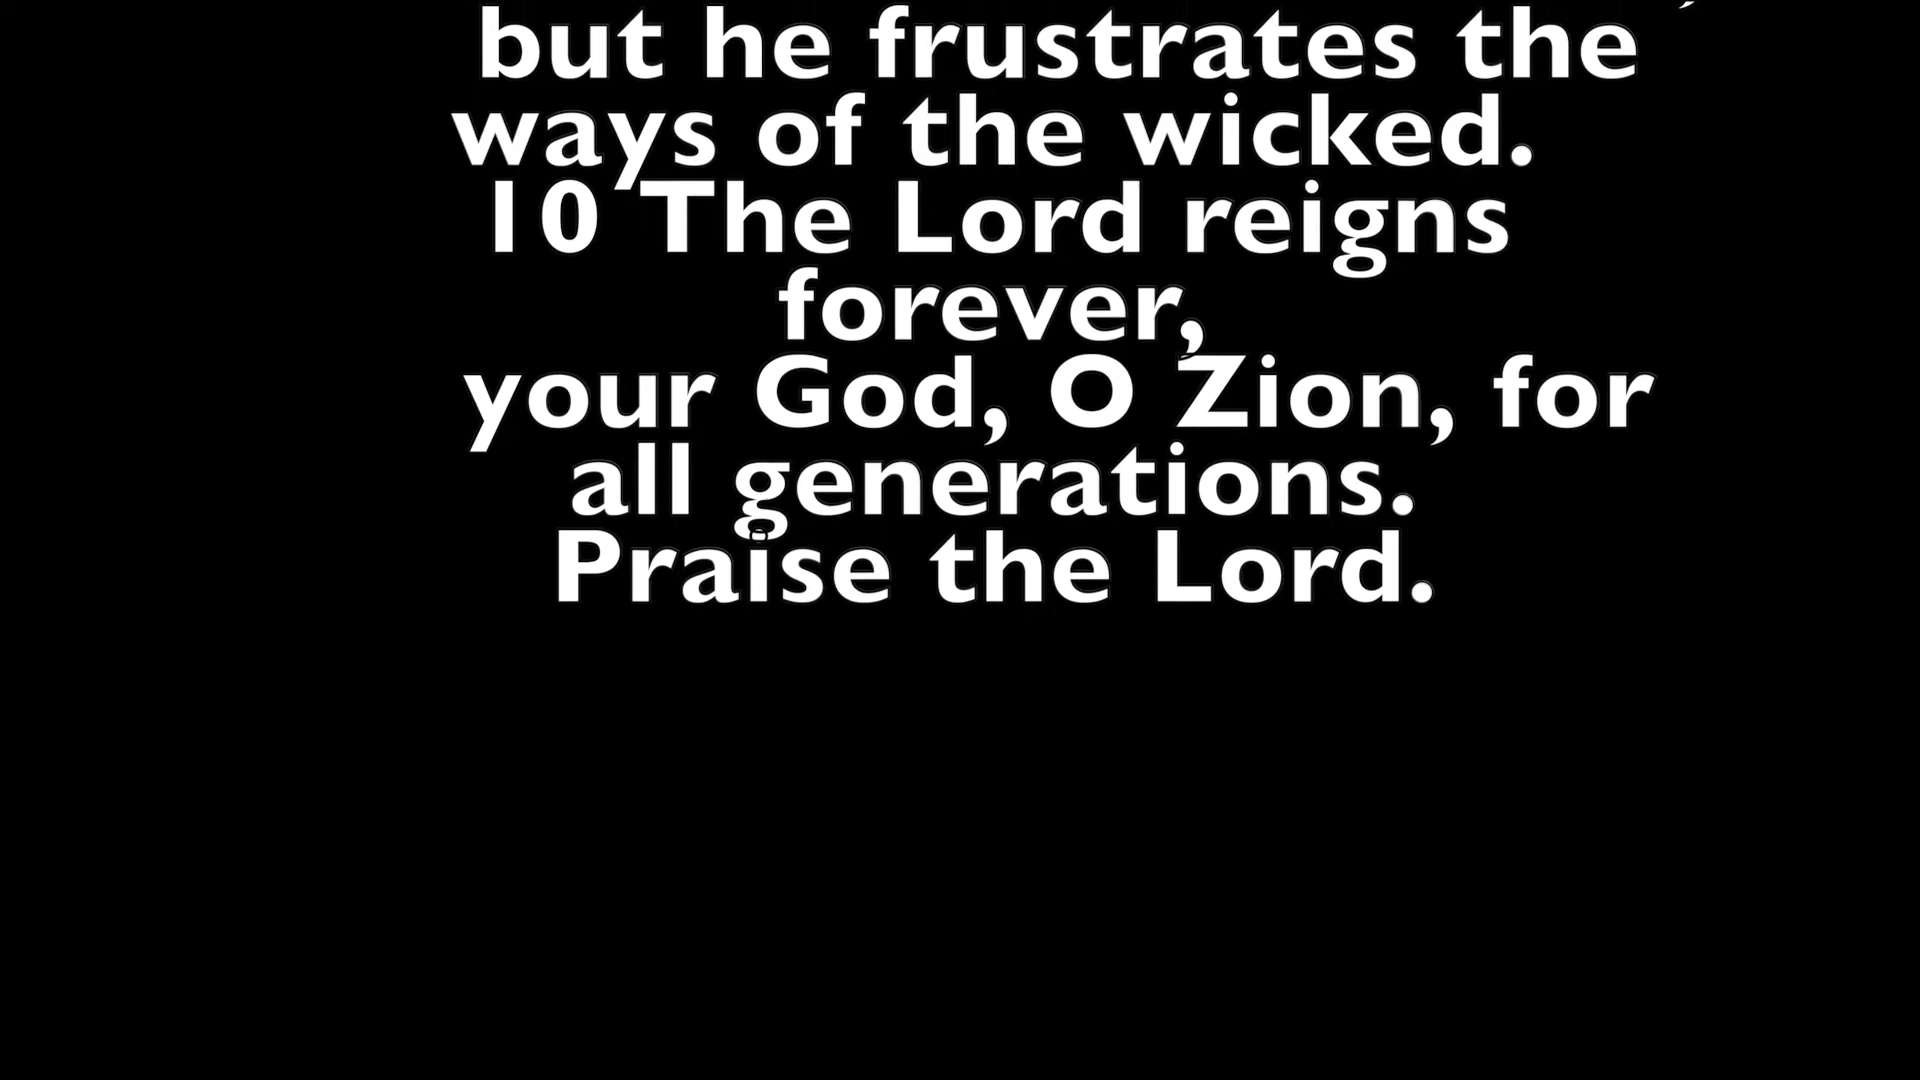 but he frustrates the
ways of the wicked.
10 The Lord reigns
forever,
your God, O Zion, for
all generations.
Praise the Lord.